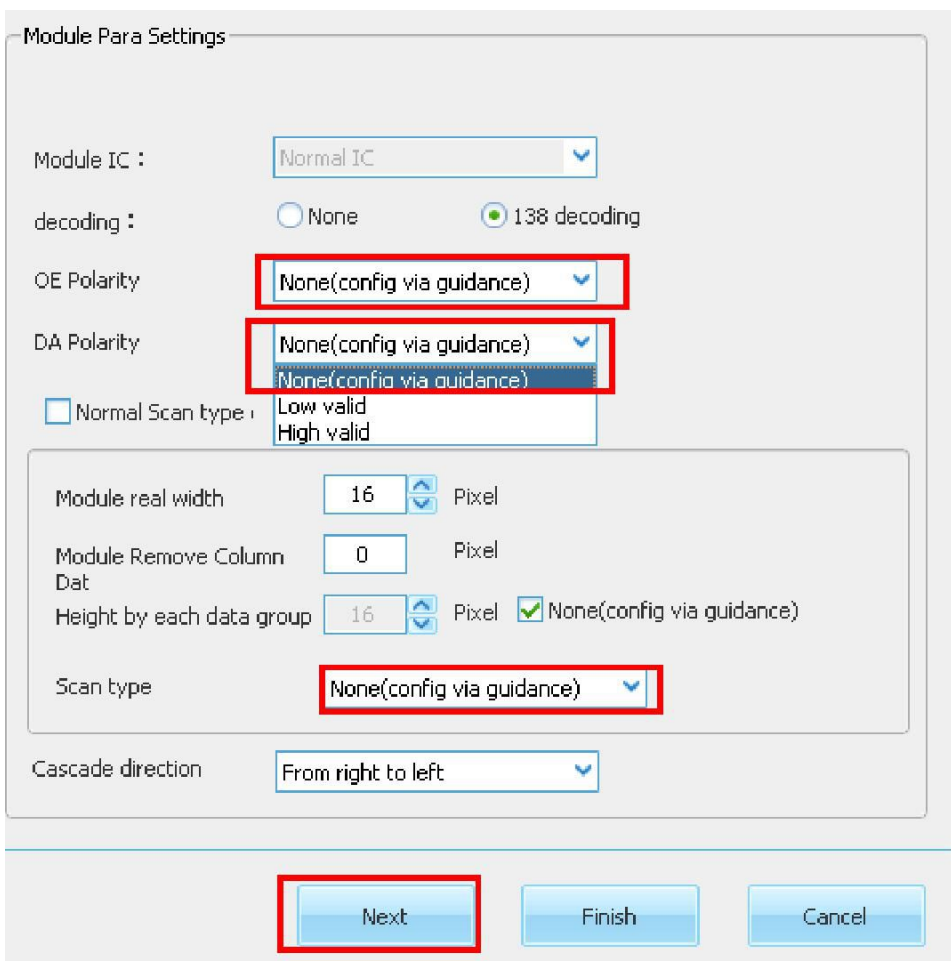 Module Para Settings
Module IC： Normal IC
decoding： None 138 decoding
OE Polarity None(config via guidance)
DA Polarity None(config via guidance)
None(config via guidance)
Low valid
Normal Scan type
High valid
Module real width 16 Pixel
Module Remove Column 0 Pixel
Dat
Height by each data group 16 Pixel None(config via guidance)
Scan type None(config via guidance)
Cascade direction From right to left
Next Finish Cancel